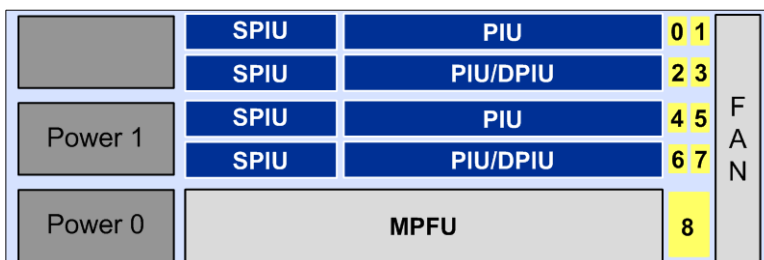 SPIU PIU 0 1
SPIU PIU/DPIU 2 3
Power 1
SPIU PIU 4 5
SPIU PIU/DPIU 6 7
Power 0 MPFU 8
F
A
N